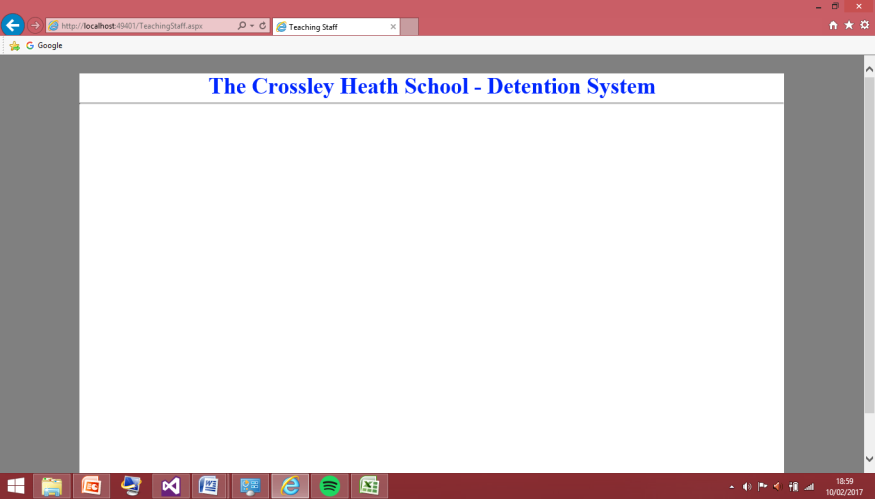 http://localhost:49401/TeachingStaff.aspx
Teaching Staff
Google
The Crossley Heath School - Detention System
18:59
10/02/2017